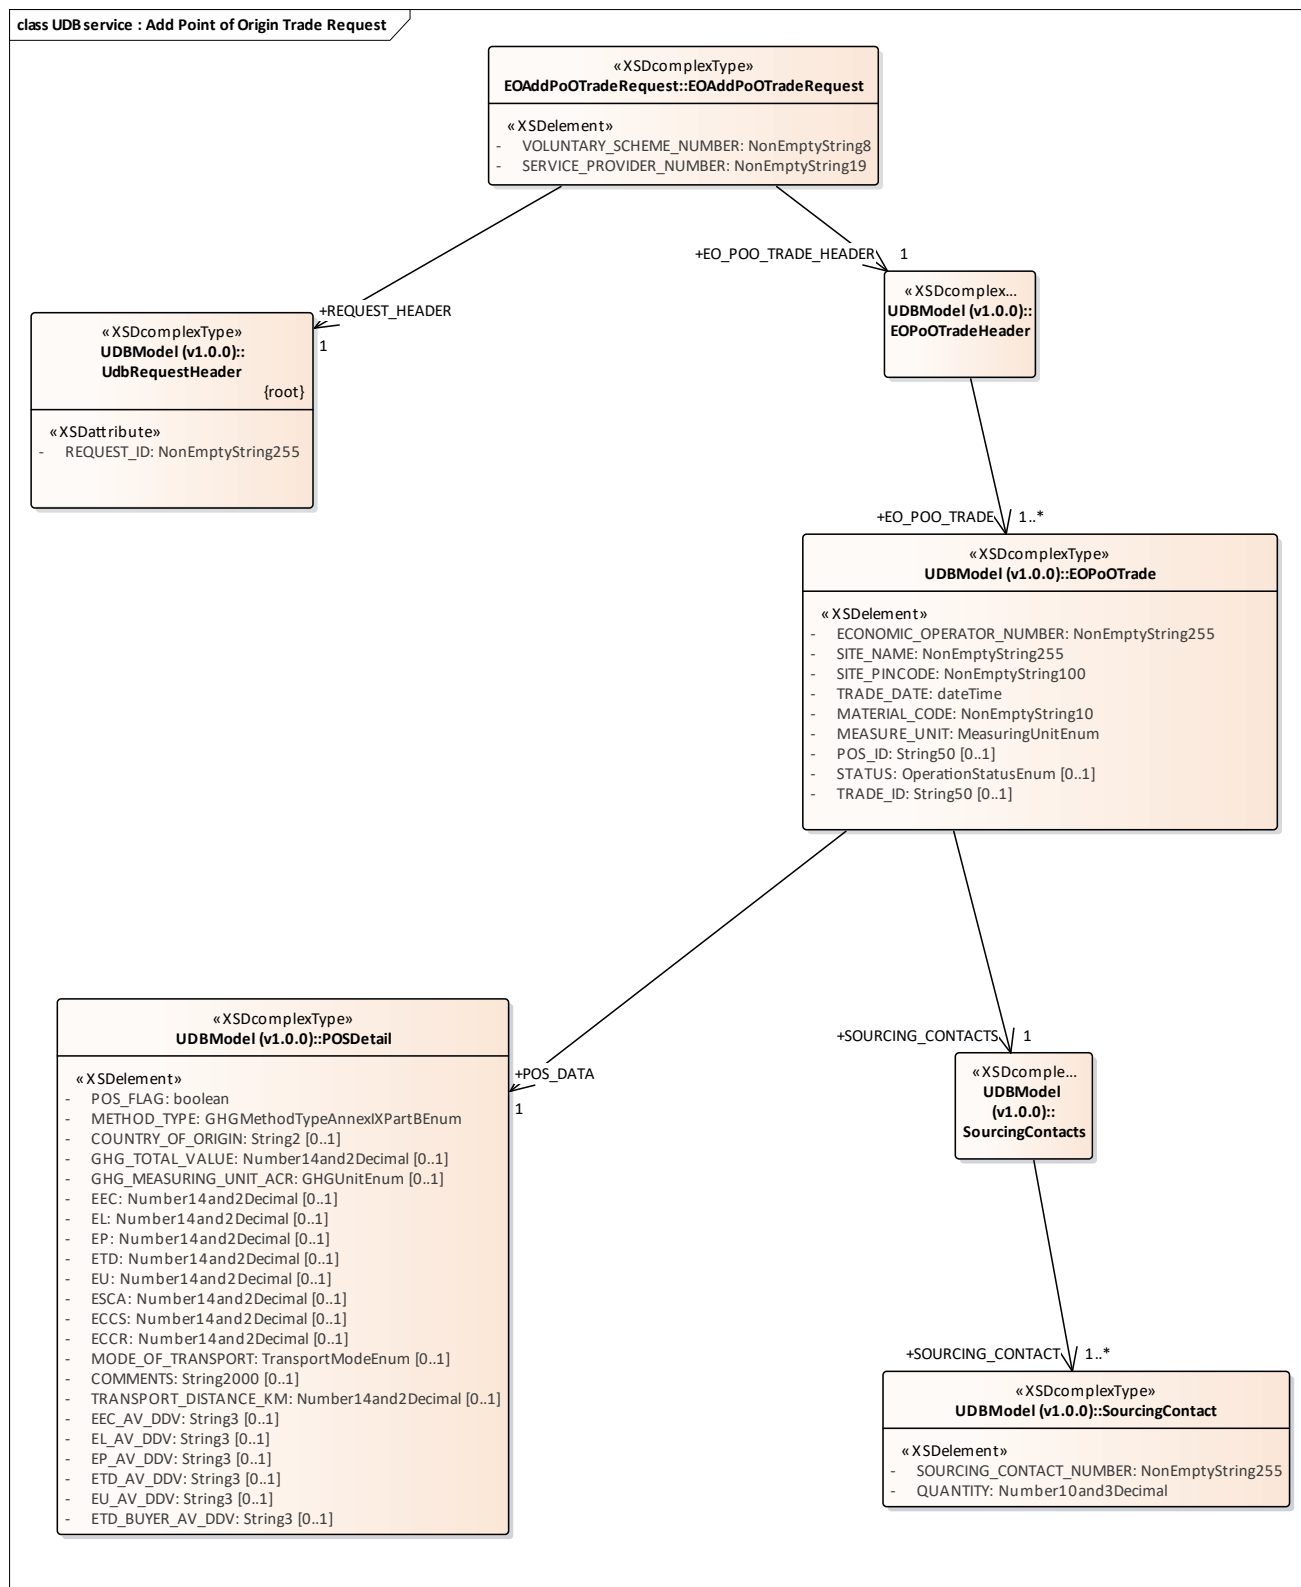 class UDB service : Add Point of Origin Trade Request
«XSDcomplexType»
EOAddPoOTradeRequest::EOAddPoOTradeRequest
«XSDelement»
- VOLUNTARY_SCHEME_NUMBER: NonEmptyString8
- SERVICE_PROVIDER_NUMBER: NonEmptyString19
+EO_POO_TRADE_HEADER 1
+REQUEST_HEADER
1
«XSDcomplex...
UDBModel (v1.0.0)::
EOPoOTradeHeader
«XSDcomplexType»
UDBModel (v1.0.0)::
UdbRequestHeader
{root}
«XSDattribute»
- REQUEST_ID: NonEmptyString255
+EO_POO_TRADE 1..*
«XSDcomplexType»
UDBModel (v1.0.0)::EOPoOTrade
«XSDelement»
- ECONOMIC_OPERATOR_NUMBER: NonEmptyString255
- SITE_NAME: NonEmptyString255
- SITE_PINCODE: NonEmptyString100
- TRADE_DATE: dateTime
- MATERIAL_CODE: NonEmptyString10
- MEASURE_UNIT: MeasuringUnitEnum
- POS_ID: String50 [0..1]
- STATUS: OperationStatusEnum [0..1]
- TRADE_ID: String50 [0..1]
+POS_DATA
1
«XSDcomplexType»
UDBModel (v1.0.0)::POSDetail
«XSDelement»
- POS_FLAG: boolean
- METHOD_TYPE: GHGMethodTypeAnnexIXPartBEnum
- COUNTRY_OF_ORIGIN: String2 [0..1]
- GHG_TOTAL_VALUE: Number14and2Decimal [0..1]
- GHG_MEASURING_UNIT_ACR: GHGUnitEnum [0..1]
- EEC: Number14and2Decimal [0..1]
- EL: Number14and2Decimal [0..1]
- EP: Number14and2Decimal [0..1]
- ETD: Number14and2Decimal [0..1]
- EU: Number14and2Decimal [0..1]
- ESCA: Number14and2Decimal [0..1]
- ECCS: Number14and2Decimal [0..1]
- ECCR: Number14and2Decimal [0..1]
- MODE_OF_TRANSPORT: TransportModeEnum [0..1]
- COMMENTS: String2000 [0..1]
- TRANSPORT_DISTANCE_KM: Number14and2Decimal [0..1]
- EEC_AV_DDV: String3 [0..1]
- EL_AV_DDV: String3 [0..1]
- EP_AV_DDV: String3 [0..1]
- ETD_AV_DDV: String3 [0..1]
- EU_AV_DDV: String3 [0..1]
- ETD_BUYER_AV_DDV: String3 [0..1]
+SOURCING_CONTACTS 1
«XSDcomple...
UDBModel
(v1.0.0)::
SourcingContacts
+SOURCING_CONTACT 1..*
«XSDcomplexType»
UDBModel (v1.0.0)::SourcingContact
«XSDelement»
- SOURCING_CONTACT_NUMBER: NonEmptyString255
- QUANTITY: Number10and3Decimal